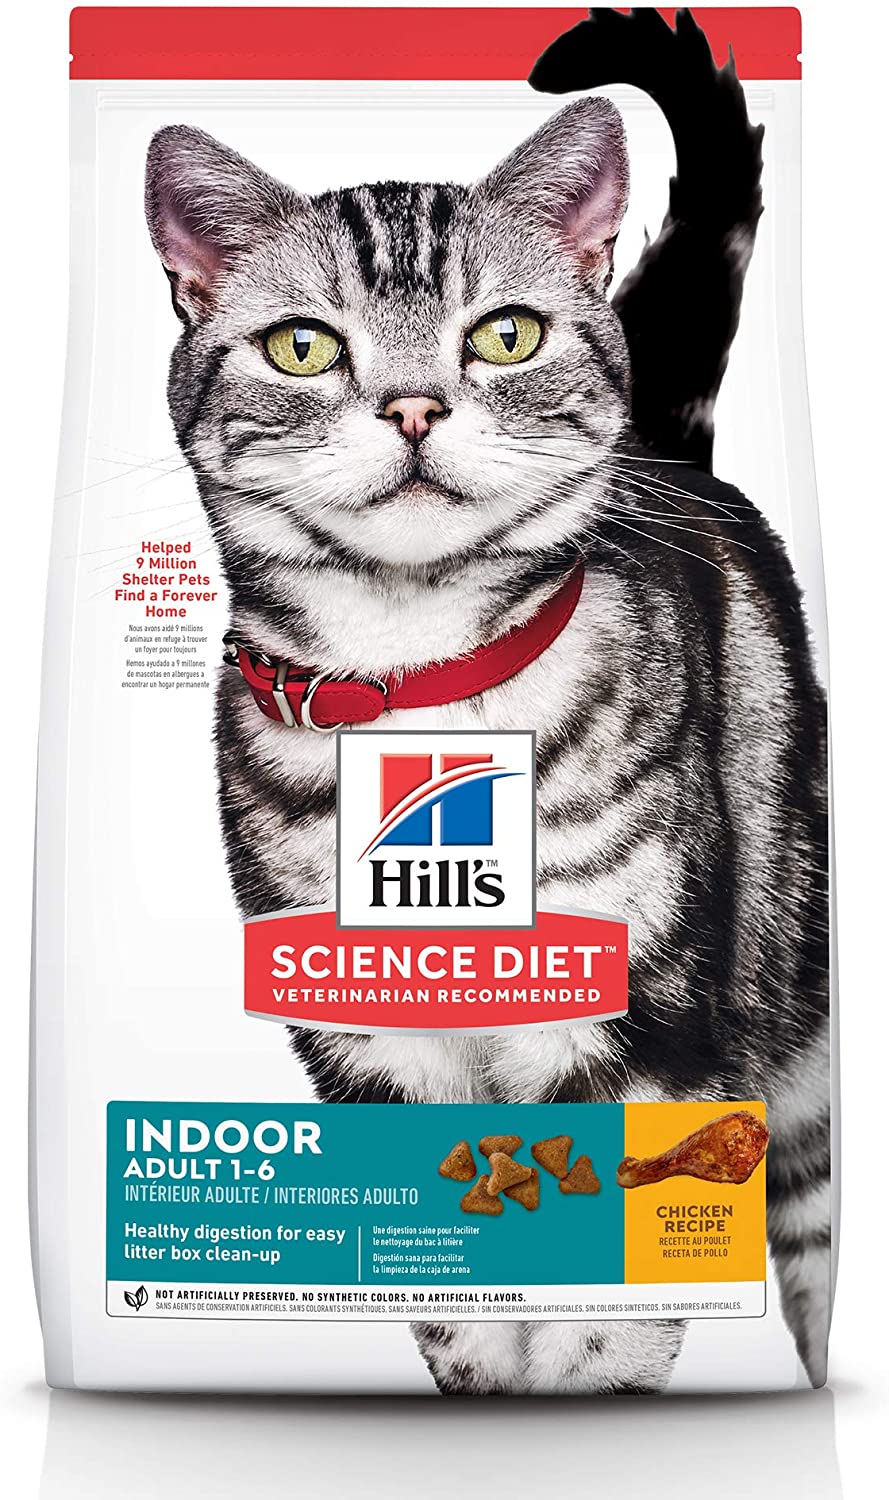 Helped
9 Million
Shelter Pets
Find a Forever
Home
Nous avons aidé 9 millions
d'animaux en refuge à trouver
un foyer pour toujours
Hemos ayudado a 9 millones
de mascotas en albergues a
encontrar un hogar permanente
Hill's™
SCIENCE DIET™
VETERINARIAN RECOMMENDED
INDOOR
ADULT 1-6
INTÉRIEUR ADULTE / INTERIORES ADULTO
Healthy digestion for easy
litter box clean-up
Une digestion saine pour faciliter
le nettoyage du bac à litière
Digestión sana para facilitar
la limpieza de la caja de arena
CHICKEN
RECIPE
RECETTE AU POULET
RECETA DE POLLO
NOT ARTIFICIALLY PRESERVED. NO SYNTHETIC COLORS. NO ARTIFICIAL FLAVORS.
SANS AGENTS DE CONSERVATION ARTIFICIELS. SANS COLORANTS SYNTHÉTIQUES. SANS SAVEURS ARTIFICIELLES. / SIN CONSERVADORES ARTIFICIALES. SIN COLORES SINTETICOS. SIN SABORES ARTIFICIALES.